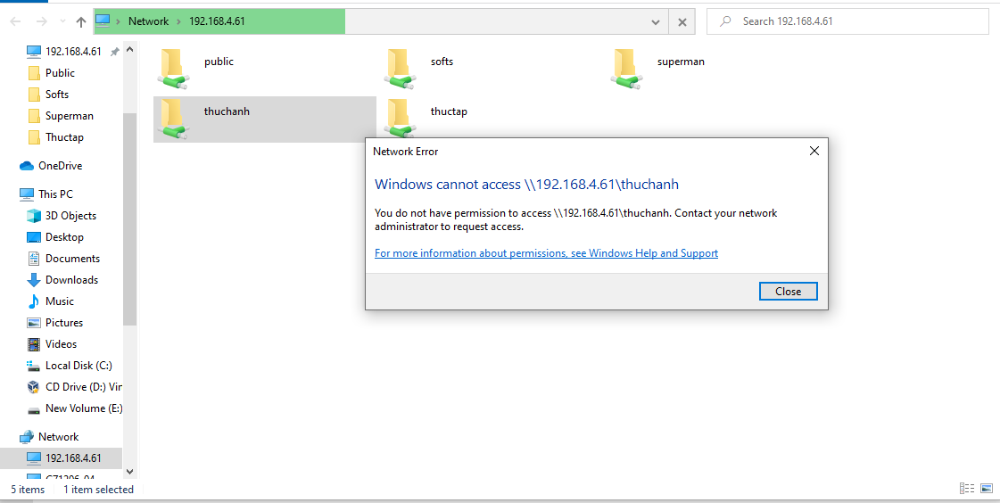 Network > 192.168.4.61
Search 192.168.4.61
192.168.4.61
Public
Softs
Superman
Thuctap
OneDrive
This PC
3D Objects
Desktop
Documents
Downloads
Music
Pictures
Videos
Local Disk (C:)
CD Drive (D:) Vir
New Volume (E:)
Network
192.168.4.61
public
softs
superman
thuchanh
thuctap
Network Error
Windows cannot access \\192.168.4.61\thuchanh
You do not have permission to access \\192.168.4.61\thuchanh. Contact your network
administrator to request access.
For more information about permissions, see Windows Help and Support
Close
5 items
1 item selected